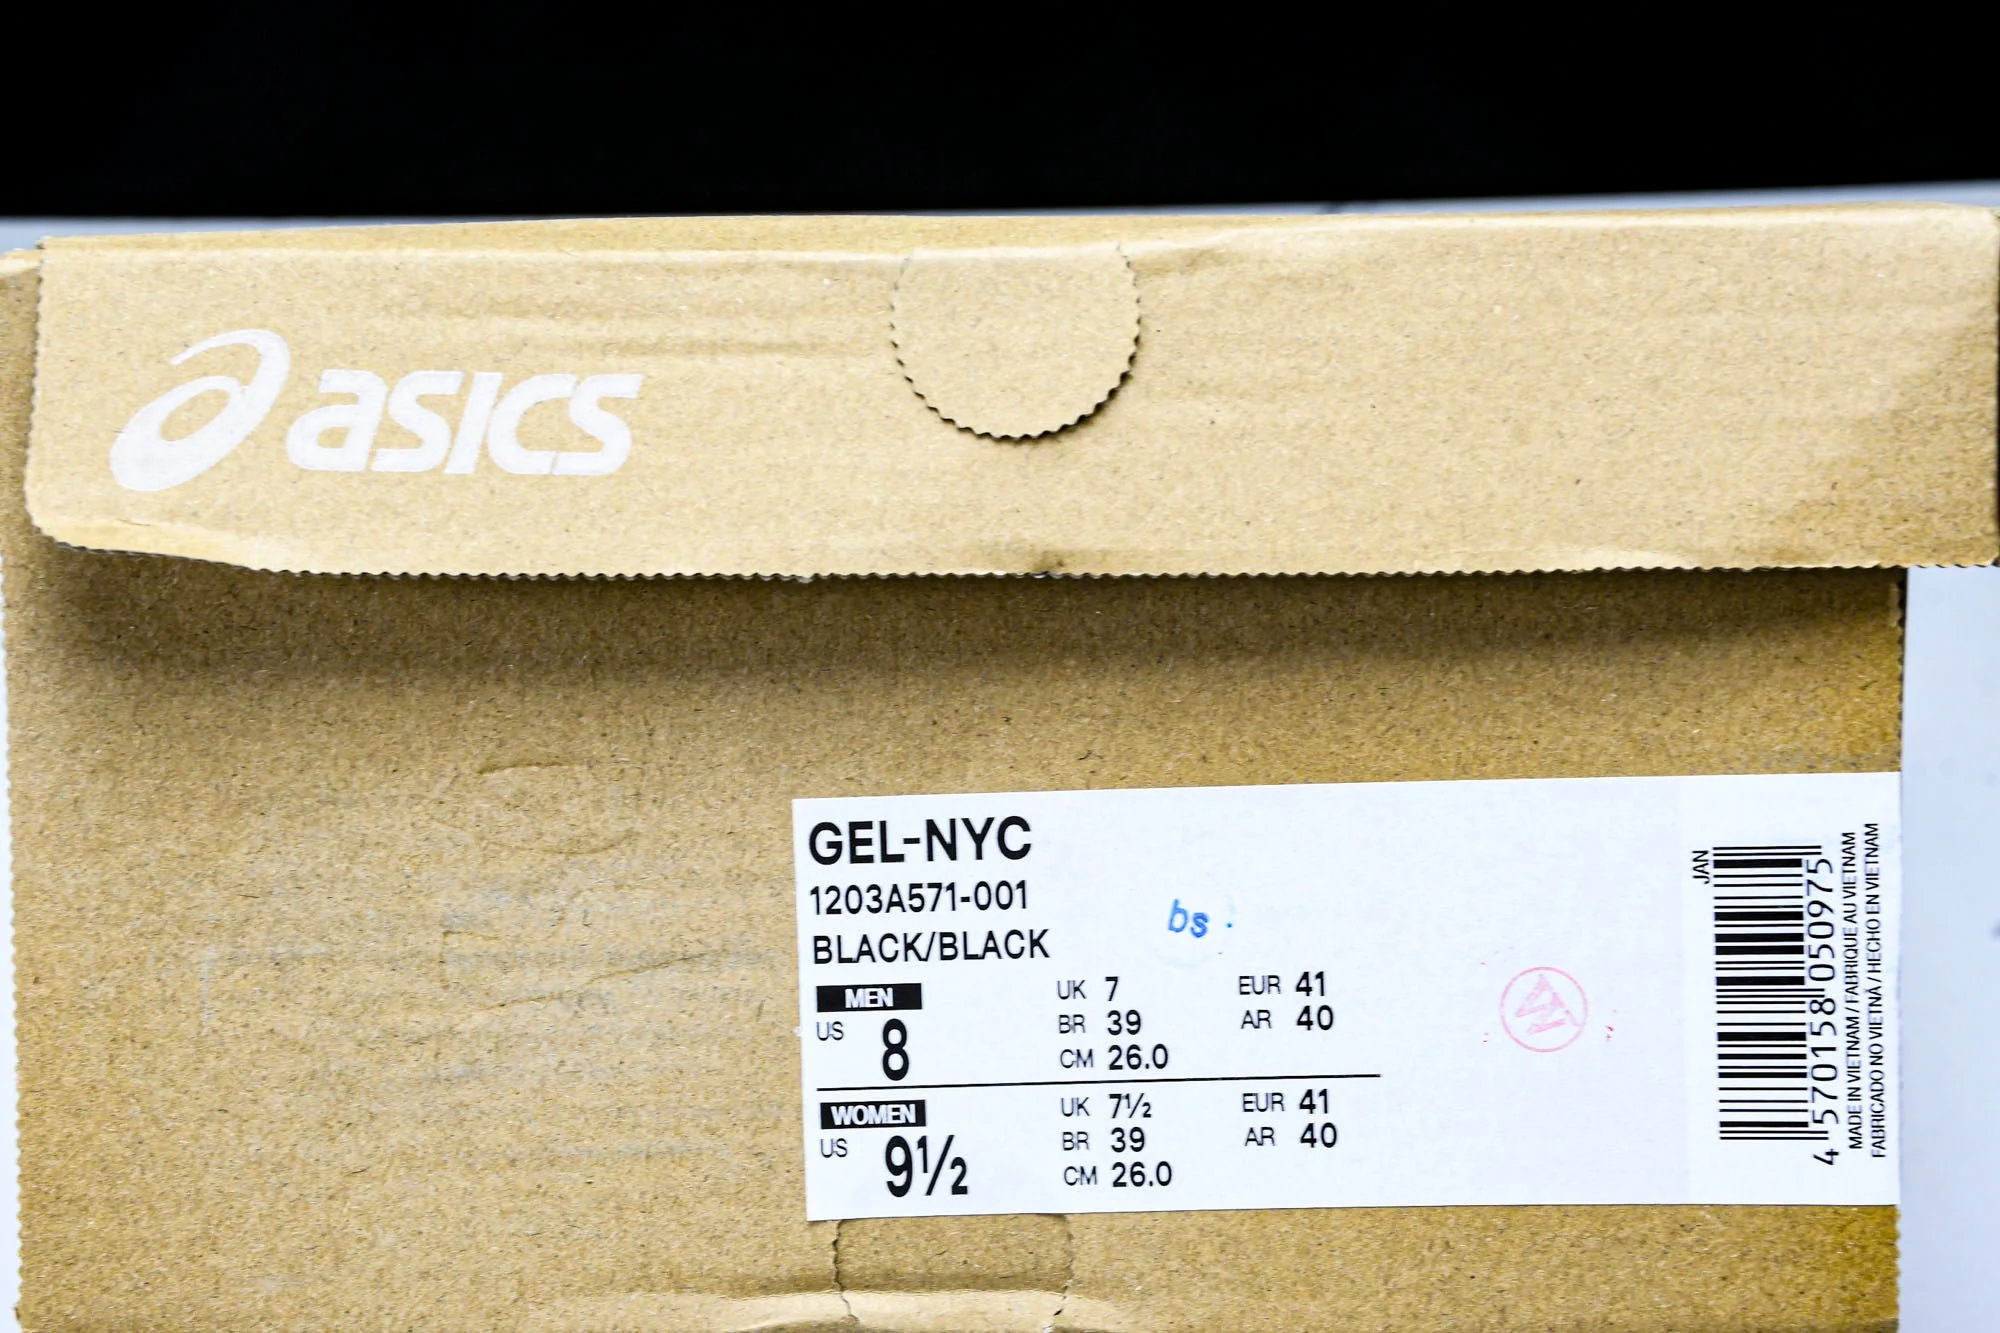 asics
GEL-NYC
1203A571-001
BLACK/BLACK
bs.
MEN
US 8
UK 7 EUR 41
BR 39 AR 40
CM 26.0
WOMEN
US 9½
UK 7½ EUR 41
BR 39 AR 40
CM 26.0
JAN
4 570158 050975
MADE IN VIETNAM / FABRIQUE AU VIETNAM
FABRICADO NO VIETNÃ / HECHO EN VIETNAM